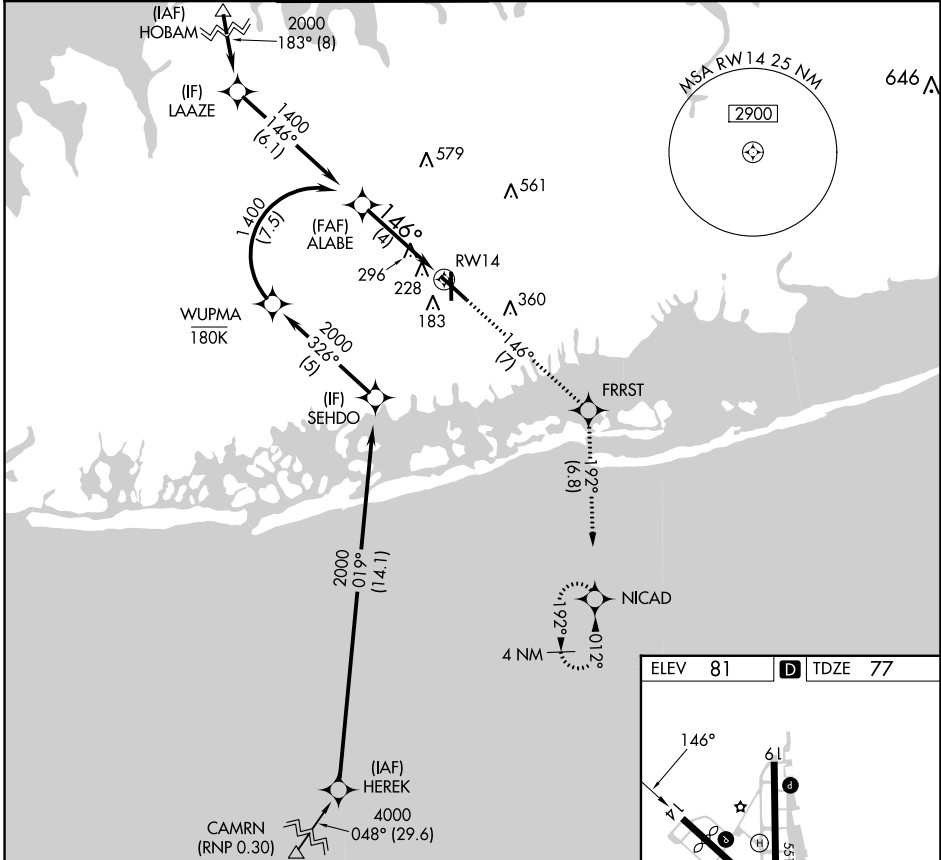 (IAF)
HOBAM
2000
183° (8)
(IF)
LAAZE
1400
146°
(6.1)
579
561
646
MSA RW14 25 NM
2900
1400
(7.5)
(FAF)
ALABE
146°
(4)
296
228
RW14
183
360
WUPMA
180K
2000
326°
(5)
(IF)
SEHDO
146°
(7)
FRRST
192°
(6.8)
2000
019°
(14.1)
NICAD
192°
012°
4 NM
(IAF)
HEREK
4000
048° (29.6)
CAMRN
(RNP 0.30)
ELEV 81
D
TDZE 77
146°
19
P
14
P
H
55